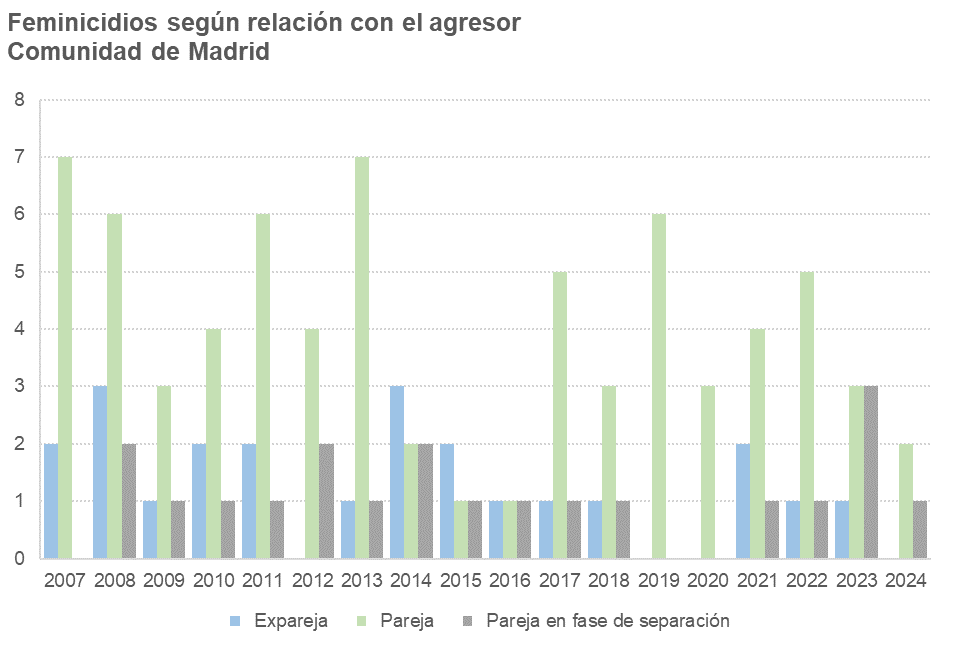 Feminicidios según relación con el agresor
Comunidad de Madrid
8
7
6
5
4
3
2
1
0
2007 2008 2009 2010 2011 2012 2013 2014 2015 2016 2017 2018 2019 2020 2021 2022 2023 2024
Expareja Pareja Pareja en fase de separación